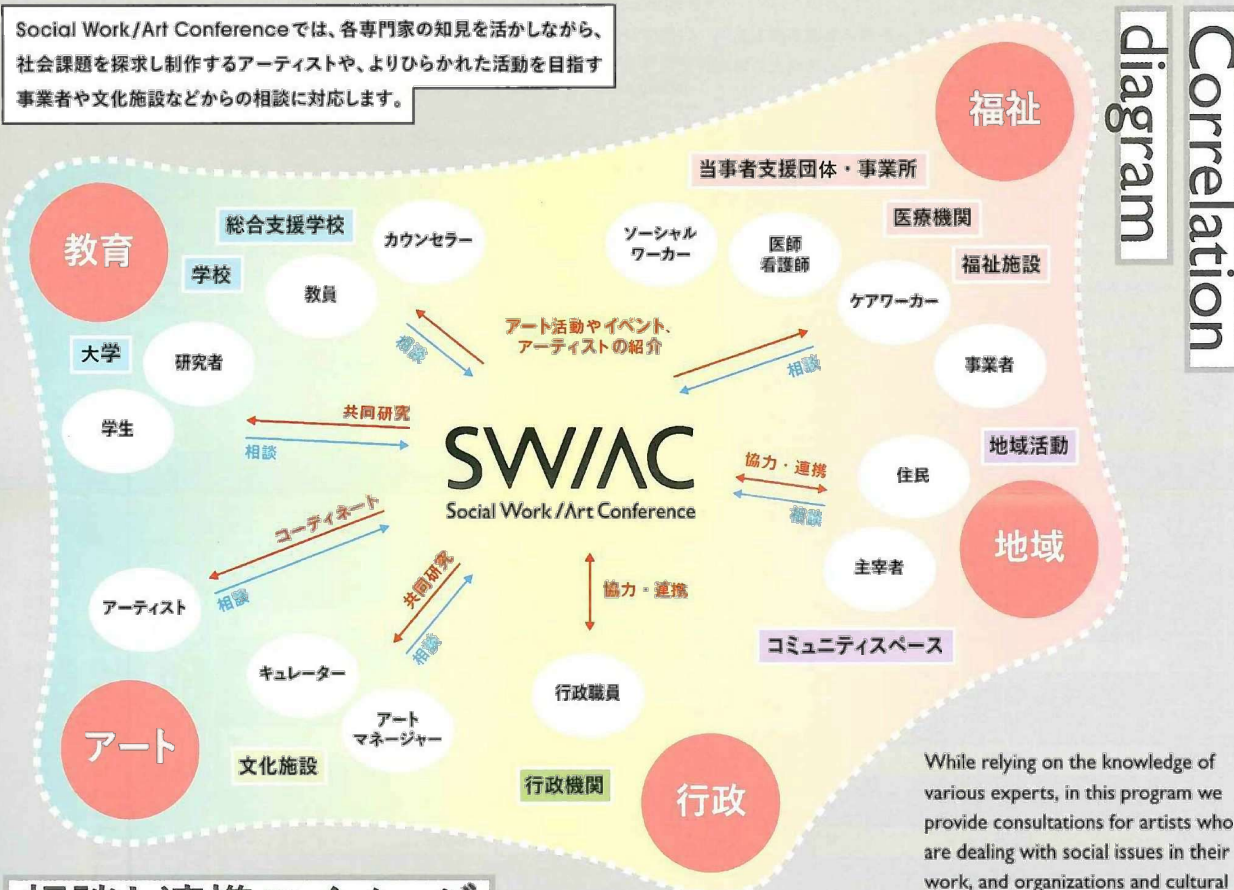 Social Work/Art Conferenceでは、各専門家の知見を活かしながら、
社会課題を探求し制作するアーティストや、よりひらかれた活動を目指す
事業者や文化施設などからの相談に対応します。
Correlation
diagram
福祉
当事者支援団体・事業所
医療機関
福祉施設
ソーシャル
ワーカー
医師
看護師
ケアワーカー
事業者
教育
総合支援学校
学校
大学
カウンセラー
教員
研究者
学生
アート活動やイベント、
アーティストの紹介
相談
相談
共同研究
相談
SW/AC
Social Work/Art Conference
協力・連携
相談
地域活動
住民
地域
主宰者
コミュニティスペース
コーディネート
相談
共同研究
相談
協力・連携
アーティスト
キュレーター
アート
マネージャー
アート
文化施設
行政職員
行政機関
行政
While relying on the knowledge of
various experts, in this program we
provide consultations for artists who
are dealing with social issues in their
work, and organizations and cultural